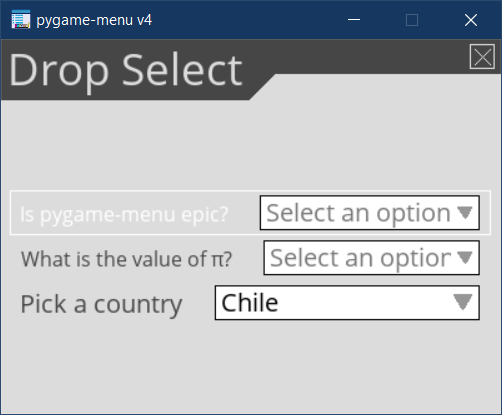 pygame-menu v4
Drop Select
Is pygame-menu epic? Select an option
What is the value of π? Select an option
Pick a country Chile